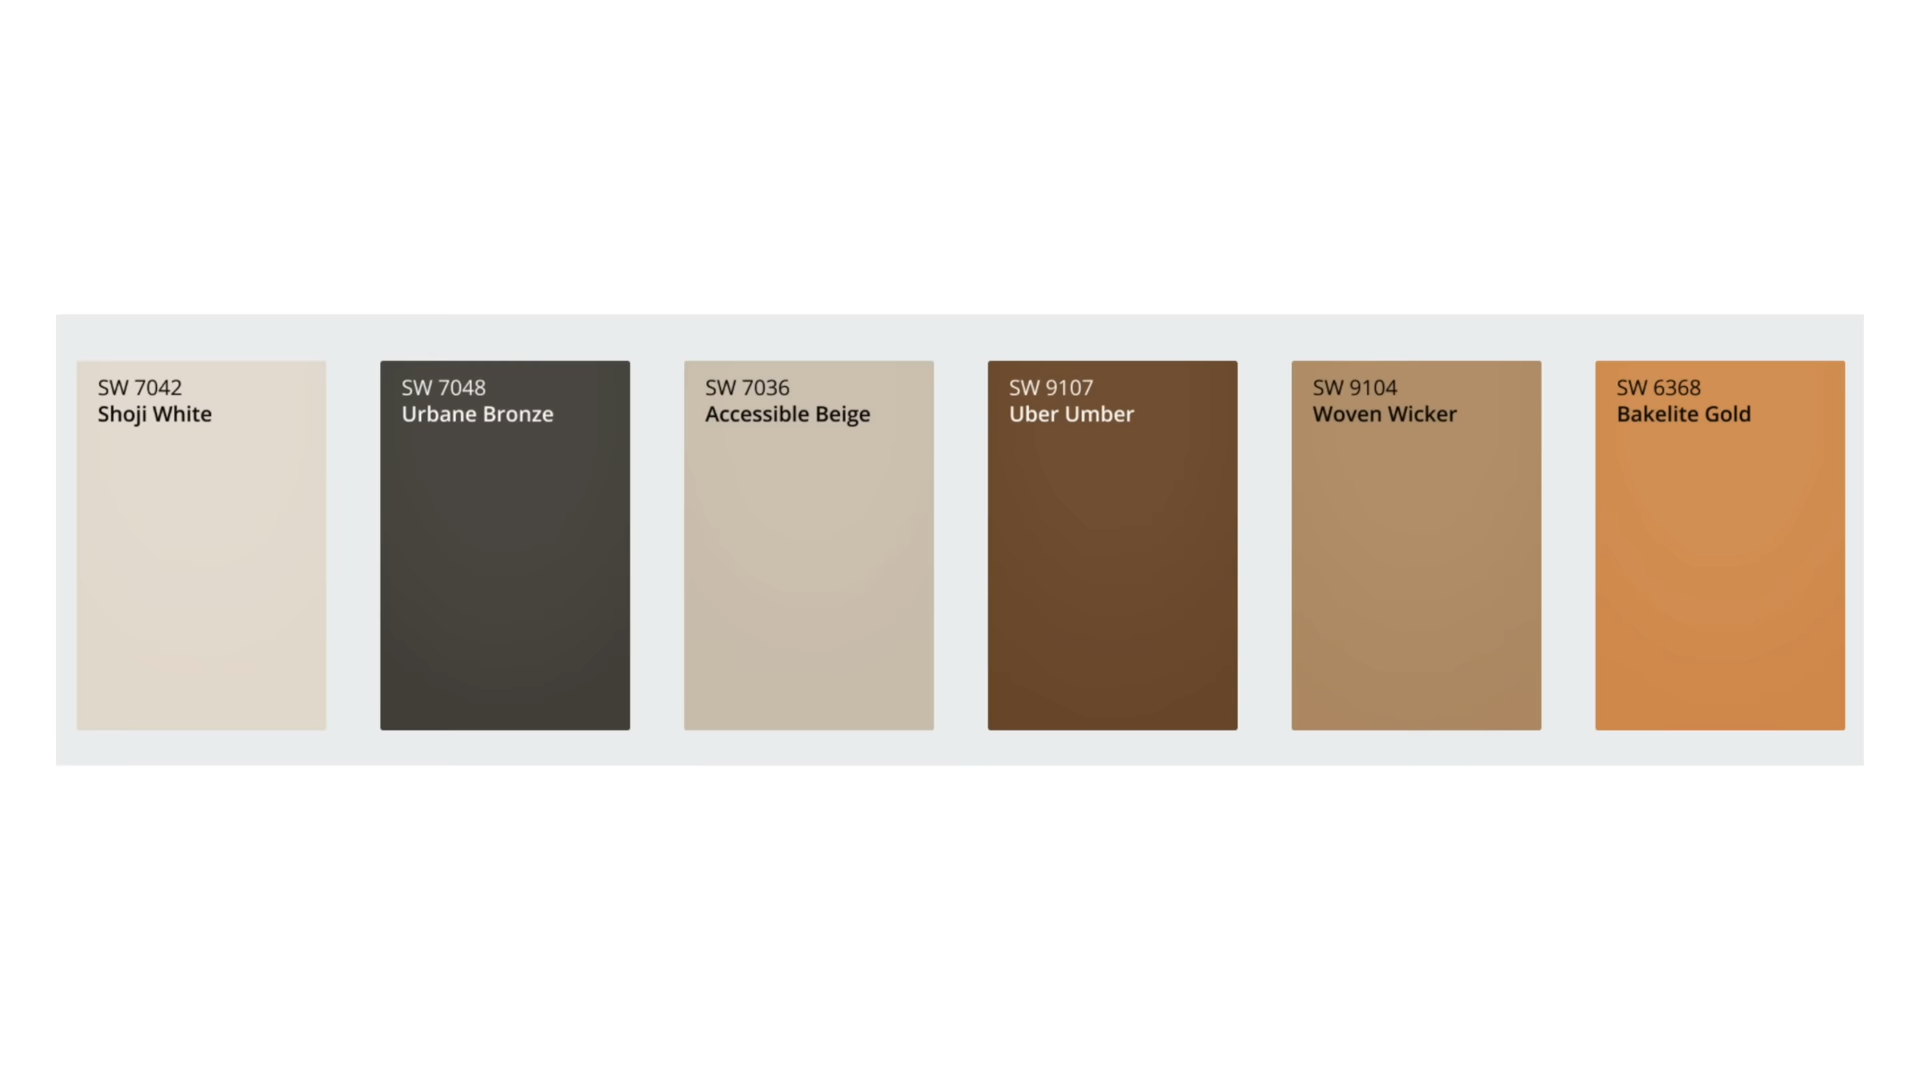 SW 7042
Shoji White
SW 7048
Urbane Bronze
SW 7036
Accessible Beige
SW 9107
Uber Umber
SW 9104
Woven Wicker
SW 6368
Bakelite Gold